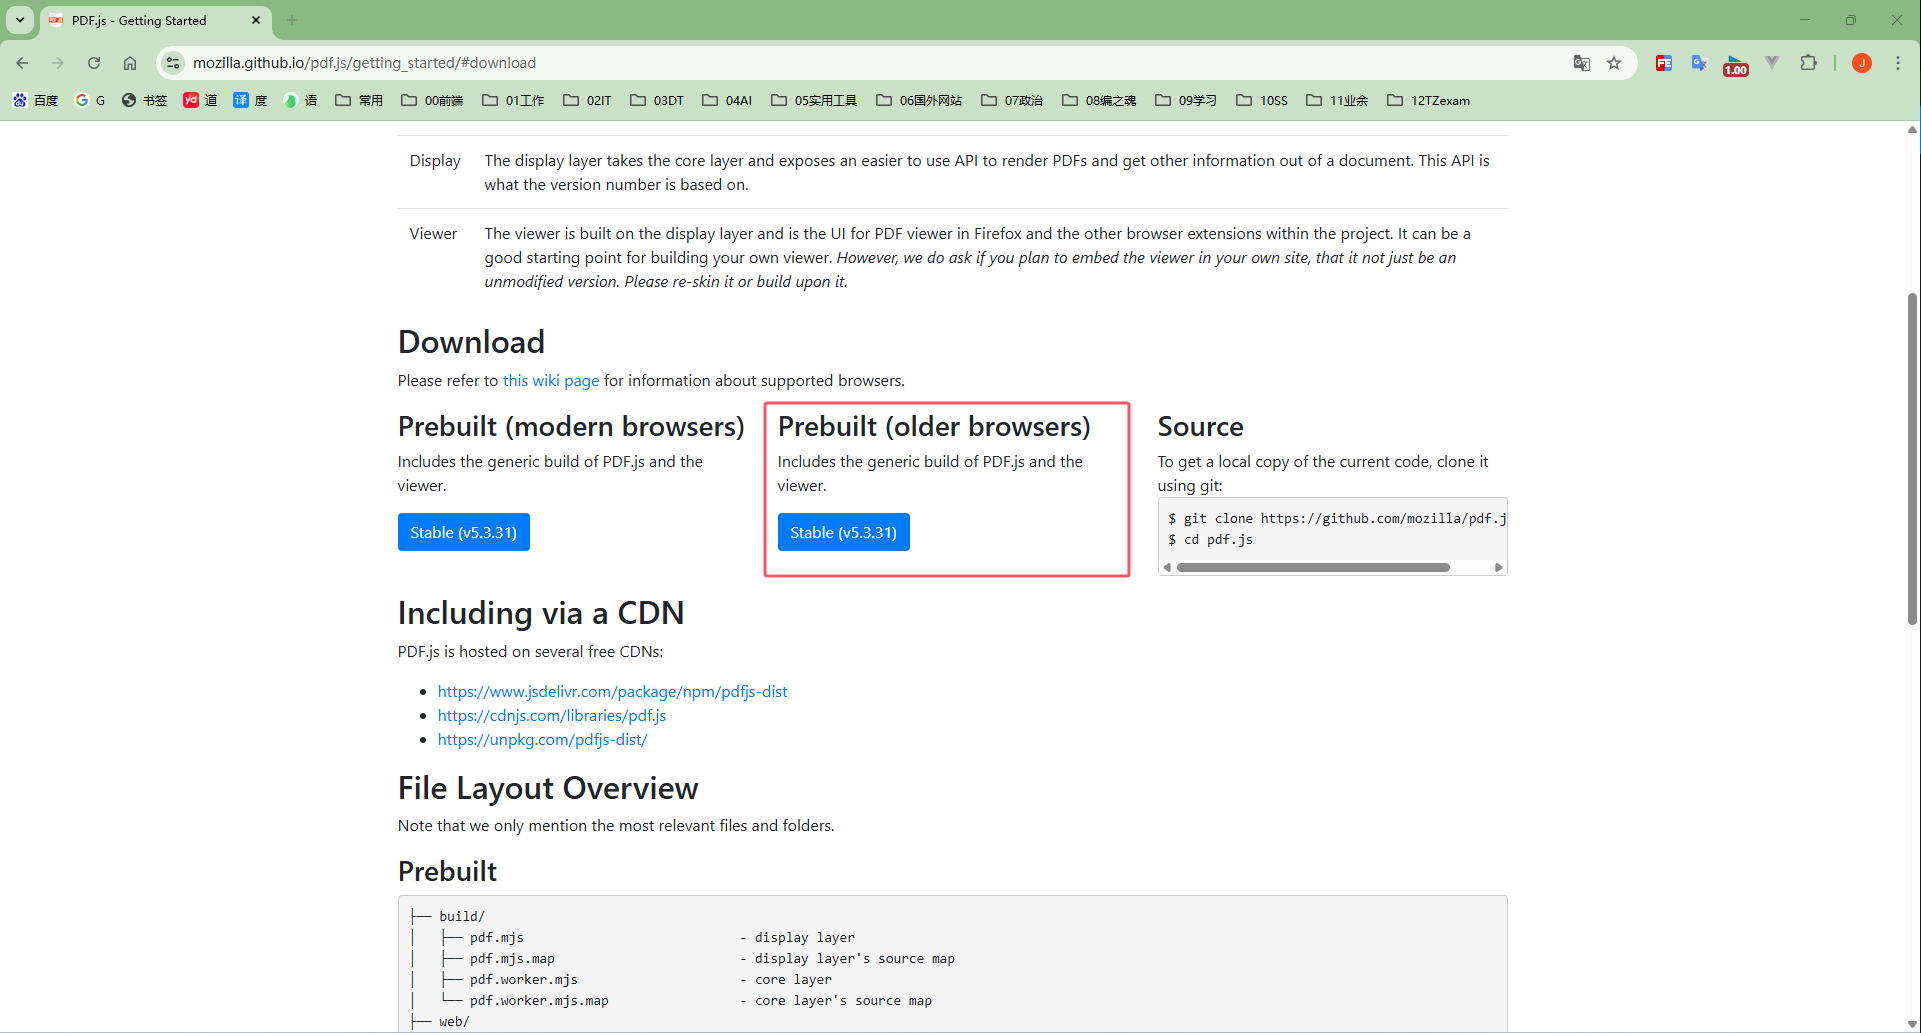 PDF.js - Getting Started
mozilla.github.io/pdf.js/getting_started/#download
1.00
J
百度 G 书签 yd 道 译 度 语 常用 00前端 01工作 02IT 03DT 04AI 05实用工具 06国外网站 07政治 08编之魂 09学习 10SS 11业余 12TZexam
Display The display layer takes the core layer and exposes an easier to use API to render PDFs and get other information out of a document. This API is
what the version number is based on.
Viewer The viewer is built on the display layer and is the UI for PDF viewer in Firefox and the other browser extensions within the project. It can be a
good starting point for building your own viewer. However, we do ask if you plan to embed the viewer in your own site, that it not just be an
unmodified version. Please re-skin it or build upon it.
Download
Please refer to this wiki page for information about supported browsers.
Prebuilt (modern browsers)
Includes the generic build of PDF.js and the
viewer.
Stable (v5.3.31)
Prebuilt (older browsers)
Includes the generic build of PDF.js and the
viewer.
Stable (v5.3.31)
Source
To get a local copy of the current code, clone it
using git:
$ git clone https://github.com/mozilla/pdf.j
$ cd pdf.js
Including via a CDN
PDF.js is hosted on several free CDNs:
https://www.jsdelivr.com/package/npm/pdfjs-dist
https://cdnjs.com/libraries/pdf.js
https://unpkg.com/pdfjs-dist/
File Layout Overview
Note that we only mention the most relevant files and folders.
Prebuilt
├── build/
│   ├── pdf.mjs - display layer
│   ├── pdf.mjs.map - display layer's source map
│   ├── pdf.worker.mjs - core layer
│   └── pdf.worker.mjs.map - core layer's source map
├── web/